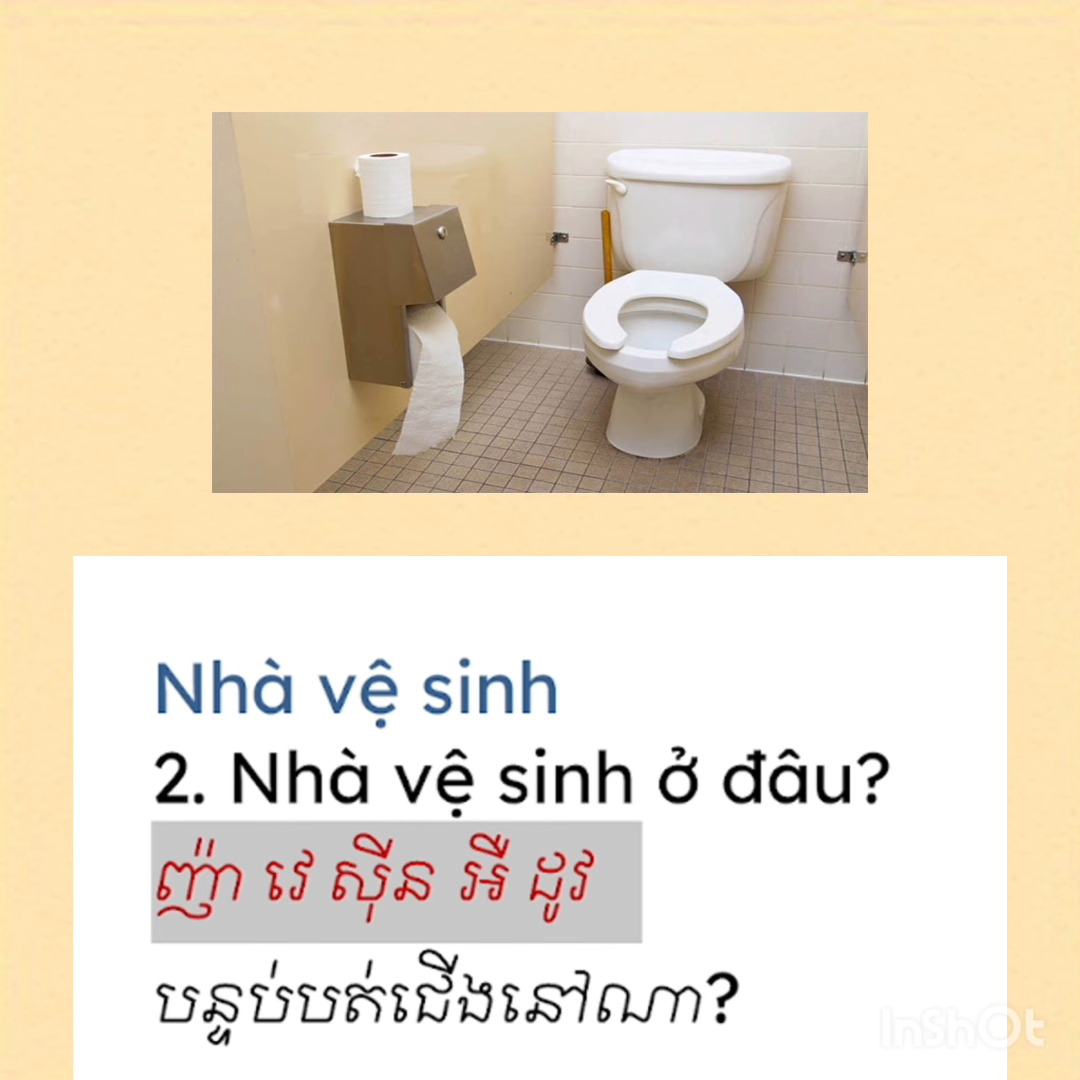 Nhà vệ sinh
2. Nhà vệ sinh ở đâu?
ញ៉ា វេ ស៊ីន អឺ ដូវ
បន្ទប់បត់ជើងនៅណា?
InShOt